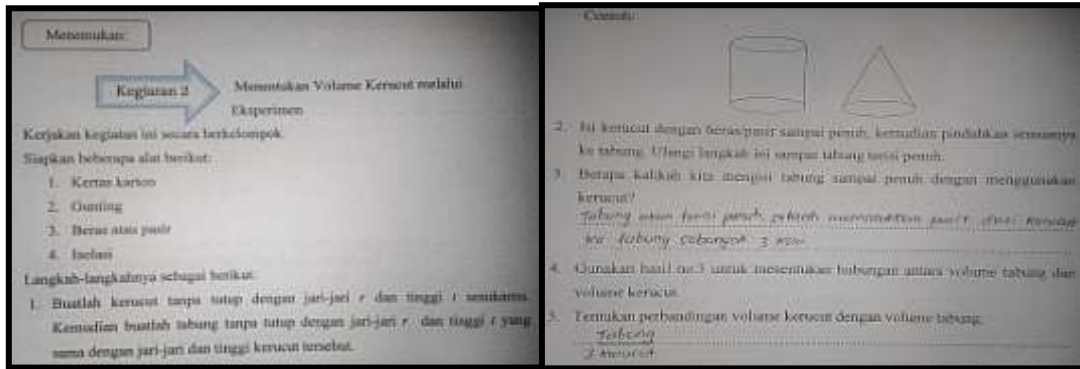 Menemukan:
Kegiatan 2
Menentukan Volume Kerucut melalui
Eksperimen
Kerjakan kegiatan ini secara berkelompok.
Siapkan beberapa alat berikut:
1. Kertas karton
2. Gunting
3. Beras atau pasir
4. Isolasi
Langkah-langkahnya sebagai berikut:
1. Buatlah kerucut tanpa tutup dengan jari-jari r dan tinggi t
Kemudian buatlah tabung tanpa tutup dengan jari-jari r dan tinggi t yang
sama dengan jari-jari dan tinggi kerucut tersebut.
Contoh:
2. Isi kerucut dengan beras/pasir sampai penuh, kemudian pindahkan semuanya
ke tabung. Ulangi langkah ini sampai tabung terisi penuh.
3. Berapa kalikah kita mengisi tabung sampai penuh dengan menggunakan
kerucut?
Tabung akan terisi penuh setelah pasir dari kerucut
ke tabung sebanyak 3
4. Gunakan hasil no.3 untuk menentukan hubungan antara volume tabung dan
volume kerucut.
5. Tentukan perbandingan volume kerucut dengan volume tabung.
Tabung
3 kerucut